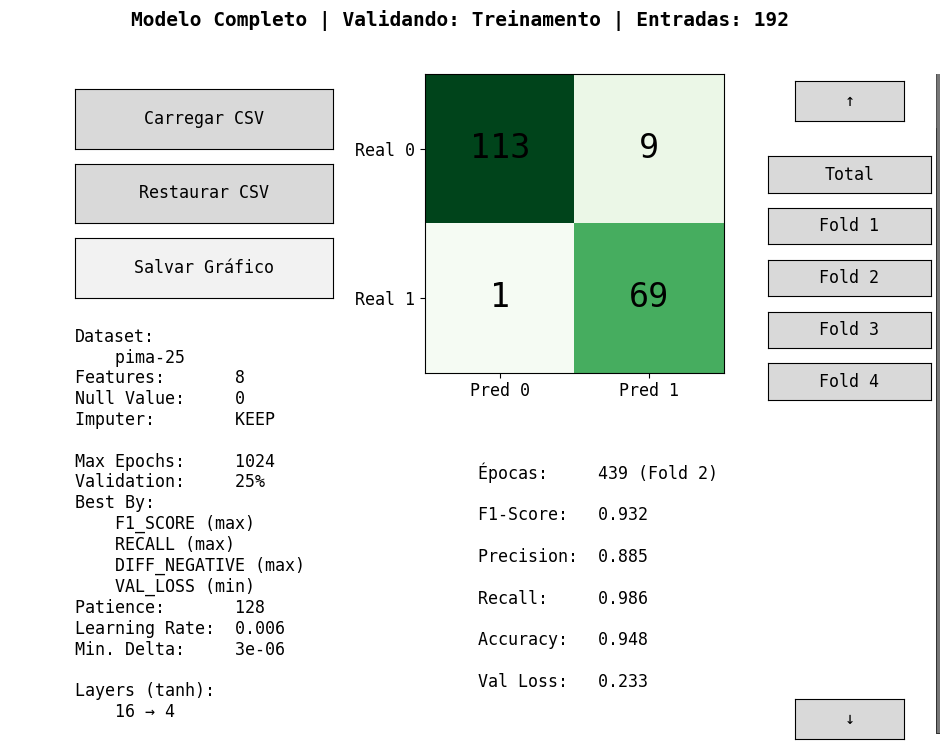 Modelo Completo | Validando: Treinamento | Entradas: 192
Carregar CSV
Restaurar CSV
Salvar Gráfico
Dataset:
pima-25
Features: 8
Null Value: 0
Imputer: KEEP
Max Epochs: 1024
Validation: 25%
Best By:
F1_SCORE (max)
RECALL (max)
DIFF_NEGATIVE (max)
VAL_LOSS (min)
Patience: 128
Learning Rate: 0.006
Min. Delta: 3e-06
Layers (tanh):
16 → 4
Real 0 113 9
Real 1 1 69
Pred 0 Pred 1
Épocas: 439 (Fold 2)
F1-Score: 0.932
Precision: 0.885
Recall: 0.986
Accuracy: 0.948
Val Loss: 0.233
↑
Total
Fold 1
Fold 2
Fold 3
Fold 4
↓